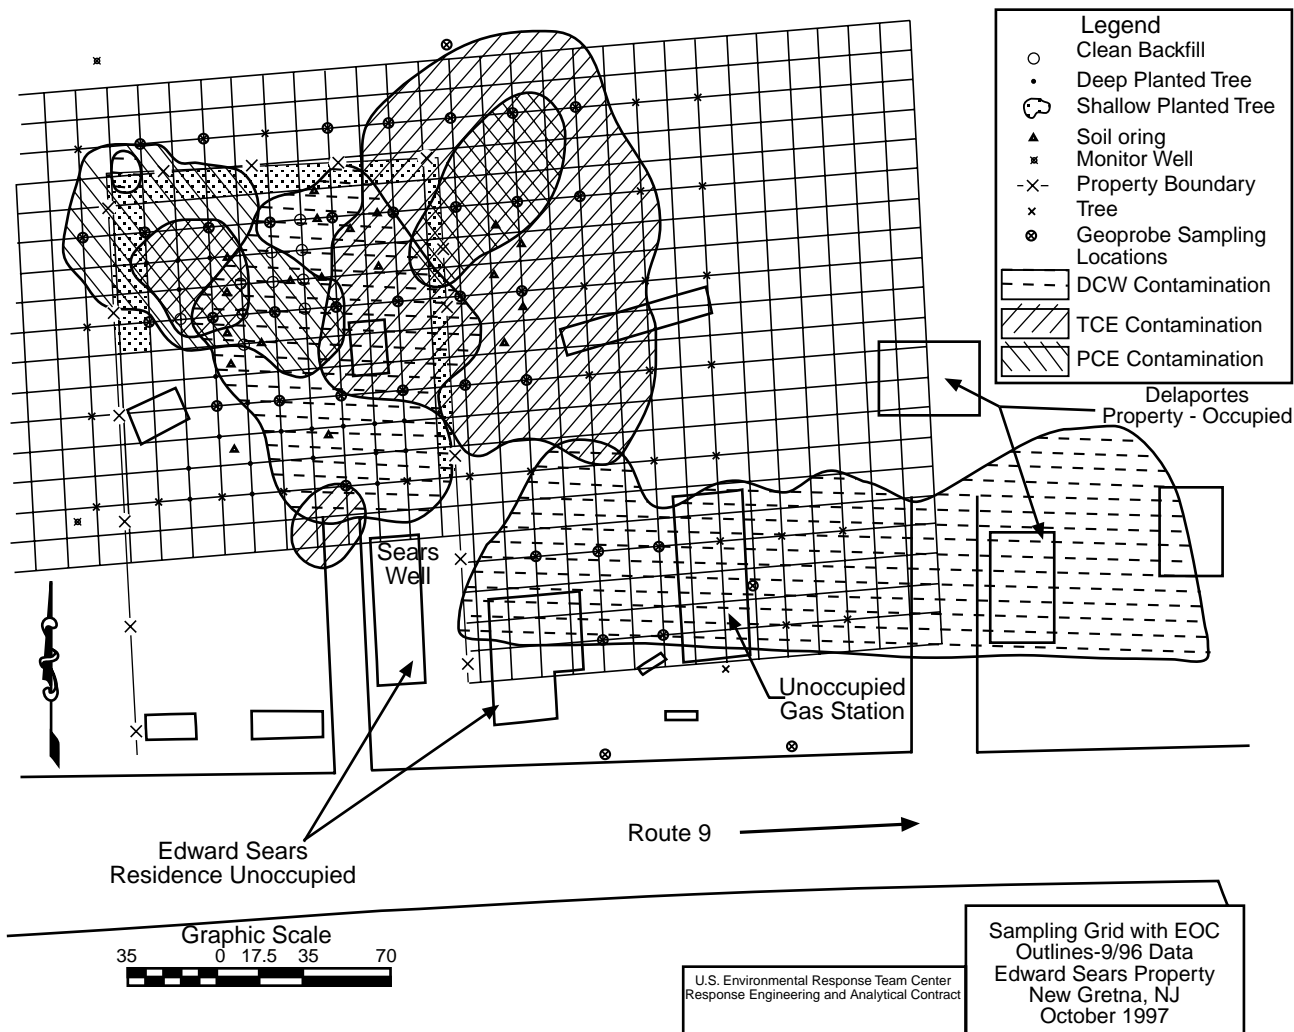 Legend
Clean Backfill
Deep Planted Tree
Shallow Planted Tree
Soil oring
Monitor Well
Property Boundary
Tree
Geoprobe Sampling
Locations
DCW Contamination
TCE Contamination
PCE Contamination
Delaportes
Property - Occupied
Sears
Well
Unoccupied
Gas Station
Edward Sears
Residence Unoccupied
Route 9
Graphic Scale
35 0 17.5 35 70
U.S. Environmental Response Team Center
Response Engineering and Analytical Contract
Sampling Grid with EOC
Outlines-9/96 Data
Edward Sears Property
New Gretna, NJ
October 1997